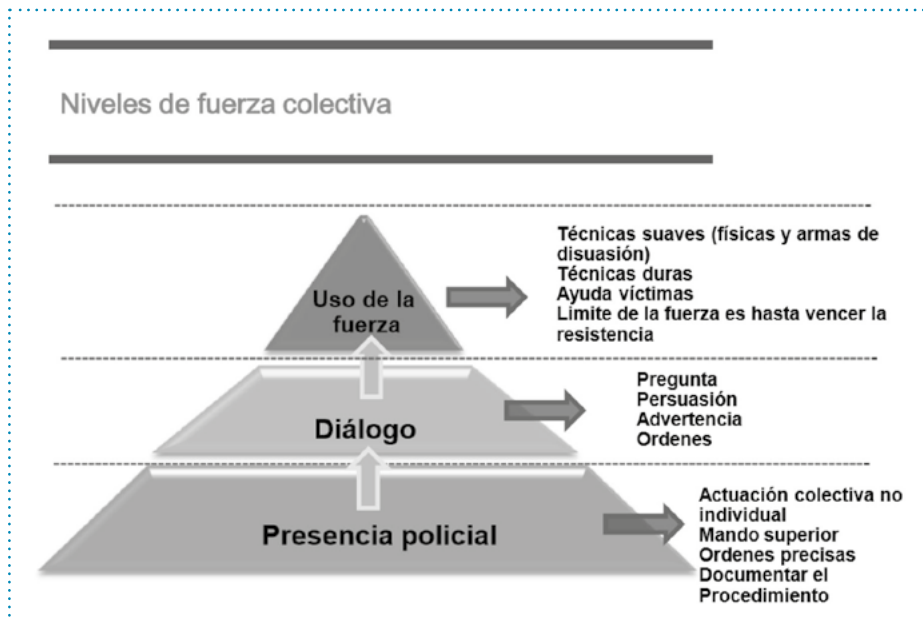 Niveles de fuerza colectiva
Uso de la
fuerza
Técnicas suaves (físicas y armas de
disuasión)
Técnicas duras
Ayuda víctimas
Limite de la fuerza es hasta vencer la
resistencia
Diálogo
Pregunta
Persuasión
Advertencia
Ordenes
Presencia policial
Actuación colectiva no
individual
Mando superior
Ordenes precisas
Documentar el
Procedimiento